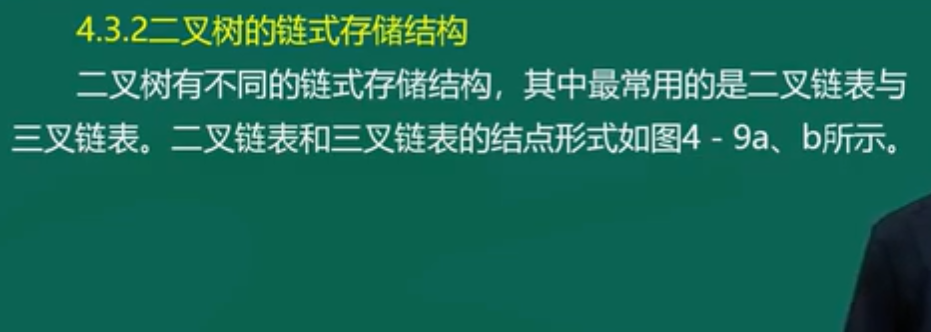 4.3.2二叉树的链式存储结构
二叉树有不同的链式存储结构，其中最常用的是二叉链表与
三叉链表。二叉链表和三叉链表的结点形式如图4－9a、b所示。